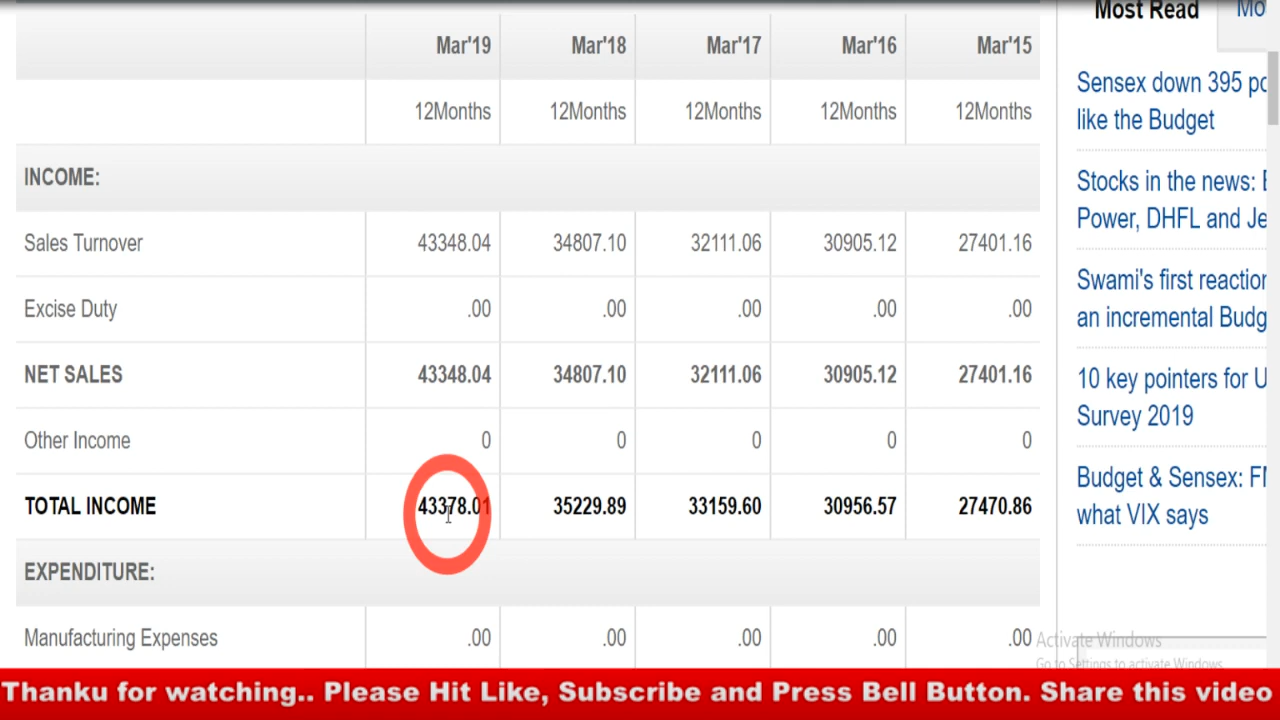 Most Read
Mar'19 Mar'18 Mar'17 Mar'16 Mar'15
12Months 12Months 12Months 12Months 12Months
INCOME:
Sales Turnover 43348.04 34807.10 32111.06 30905.12 27401.16
Excise Duty .00 .00 .00 .00 .00
NET SALES 43348.04 34807.10 32111.06 30905.12 27401.16
Other Income 0 0 0 0 0
TOTAL INCOME 43378.01 35229.89 33159.60 30956.57 27470.86
EXPENDITURE:
Manufacturing Expenses .00 .00 .00 .00 .00
Sensex down 395
like the Budget
Stocks in the news:
Power, DHFL and
Swami's first
an incremental
10 key pointers for
Survey 2019
Budget & Sensex:
what VIX says
Activate Windows
Go to Settings to activate Windows.
Thanku for watching.. Please Hit Like, Subscribe and Press Bell Button. Share this video